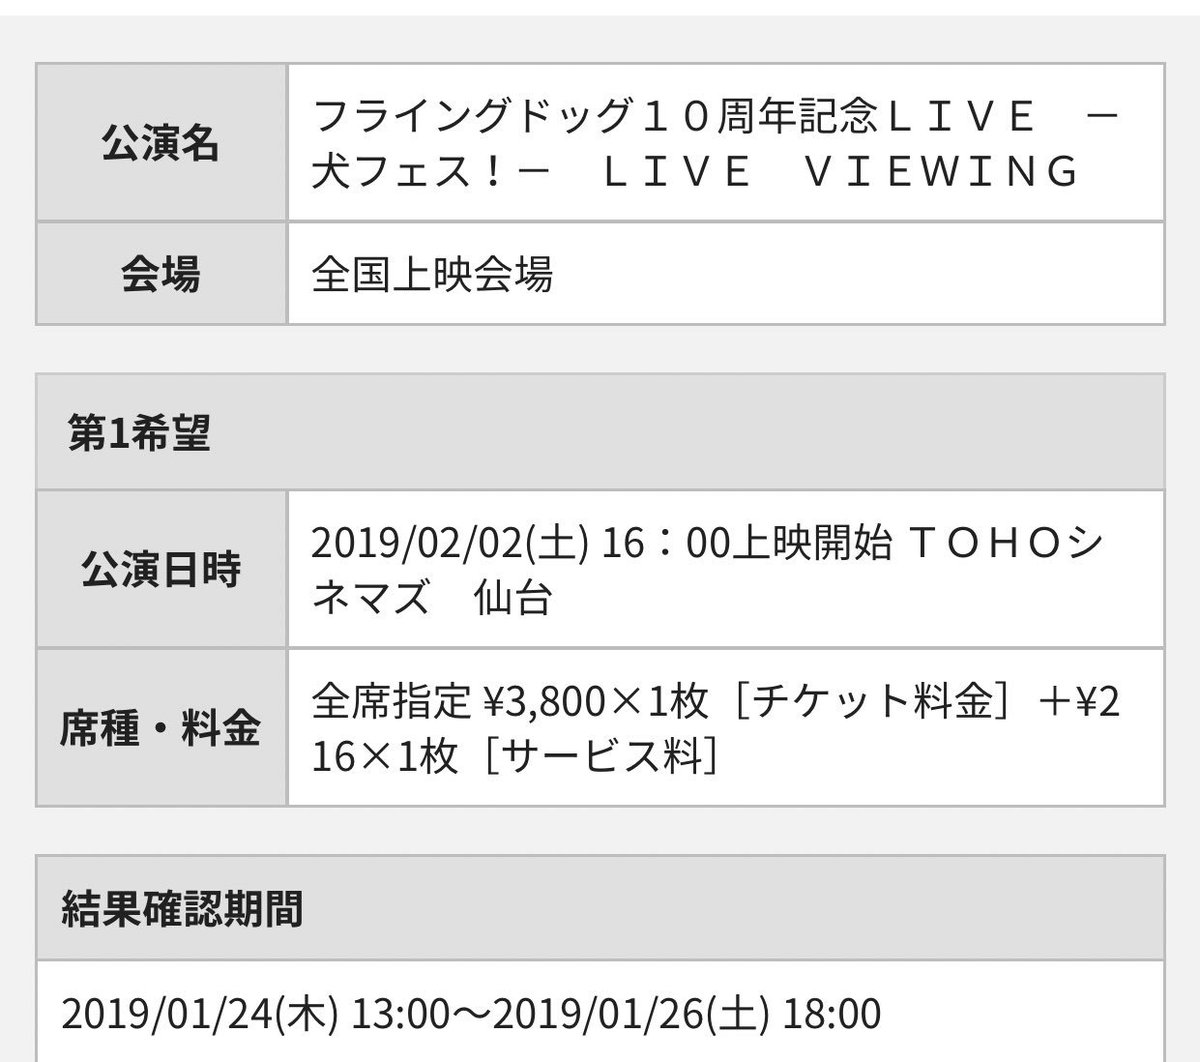 公演名
フライングドッグ１０周年記念ＬＩＶＥ　－
犬フェス！－　ＬＩＶＥ　ＶＩＥＷＩＮＧ
会場
全国上映会場
第1希望
公演日時
2019/02/02(土) 16：00上映開始 ＴＯＨＯシ
ネマズ　仙台
席種・料金
全席指定 ¥3,800×1枚［チケット料金］＋¥2
16×1枚［サービス料］
結果確認期間
2019/01/24(木) 13:00～2019/01/26(土) 18:00